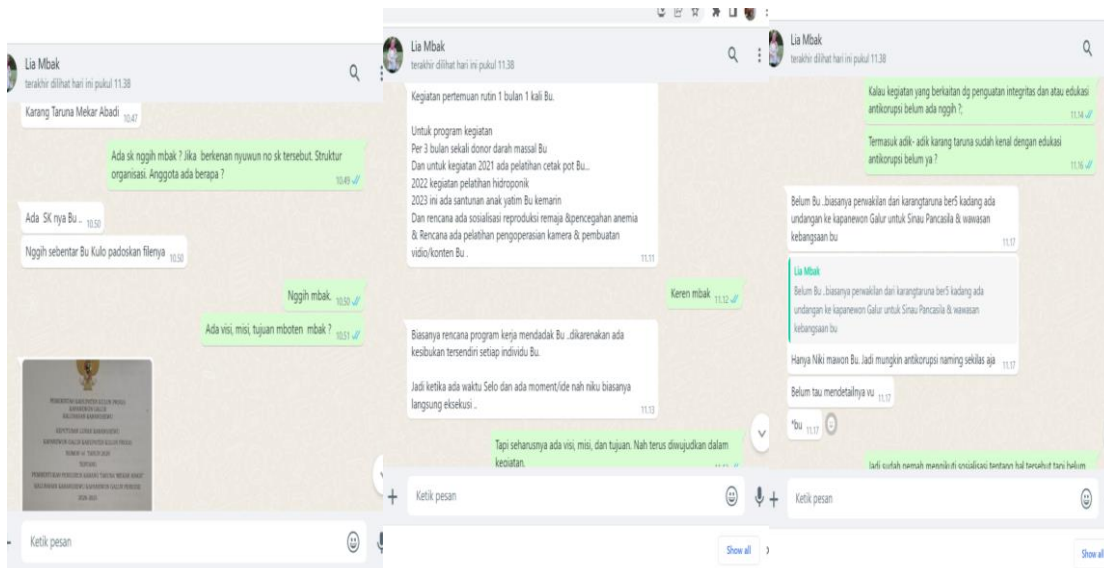 Lia Mbak
terakhir dilihat hari ini pukul 11.38
Karang Taruna Mekar Abadi 10.47
Ada sk nggih mbak ? Jika berkenan nyuwun no sk tersebut. Struktur
organisasi. Anggota ada berapa ?
10.49
Ada SK nya Bu .. 10.50
Nggih sebentar Bu Kulo padoskan filenya 10.50
Nggih mbak. 10.50
Ada visi, misi, tujuan mboten mbak ? 10.51
PEMERINTAH KABUPATEN KULON PROGO
KAPANEWON GALUR
Ketik pesan
Lia Mbak
terakhir dilihat hari ini pukul 11.38
Kegiatan pertemuan rutin 1 bulan 1 kali Bu.
Untuk program kegiatan
Per 3 bulan sekali donor darah massal Bu
Dan untuk kegiatan 2021 ada pelatihan cetak pot Bu...
2022 kegiatan pelatihan hidroponik
2023 ini ada santunan anak yatim Bu kemarin
Dan rencana ada sosialisasi reproduksi remaja &pencegahan anemia
& Rencana ada pelatihan pengoperasian kamera & pembuatan
vidio/konten Bu .
11.11
Keren mbak 11.12
Biasanya rencana program kerja mendadak Bu ..dikarenakan ada
kesibukan tersendiri setiap individu Bu.
Jadi ketika ada waktu Selo dan ada moment/ide nah niku biasanya
langsung eksekusi ..
11.13
Tapi seharusnya ada visi, misi, dan tujuan. Nah terus diwujudkan dalam
kegiatan.
Ketik pesan
Show all
Lia Mbak
terakhir dilihat hari ini pukul 11.38
Kalau kegiatan yang berkaitan dg penguatan integritas dan atau edukasi
antikorupsi belum ada nggih ?;
11.14
Termasuk adik- adik karang taruna sudah kenal dengan edukasi
antikorupsi belum ya ?
11.16
Belum Bu ..biasanya perwakilan dari karangtaruna ber5 kadang ada
undangan ke kapanewon Galur untuk Sinau Pancasila & wawasan
kebangsaan bu
11.17
Lia Mbak
Belum Bu ..biasanya perwakilan dari karangtaruna ber5 kadang ada
undangan ke kapanewon Galur untuk Sinau Pancasila & wawasan
kebangsaan bu
Hanya Niki mawon Bu. Jadi mungkin antikorupsi naming sekilas aja 11.17
Belum tau mendetailnya vu 11.17
*bu 11.17
Jadi sudah pernah mengikuti sosialisasi tentang hal tersebut tapi belum
Ketik pesan
Show all